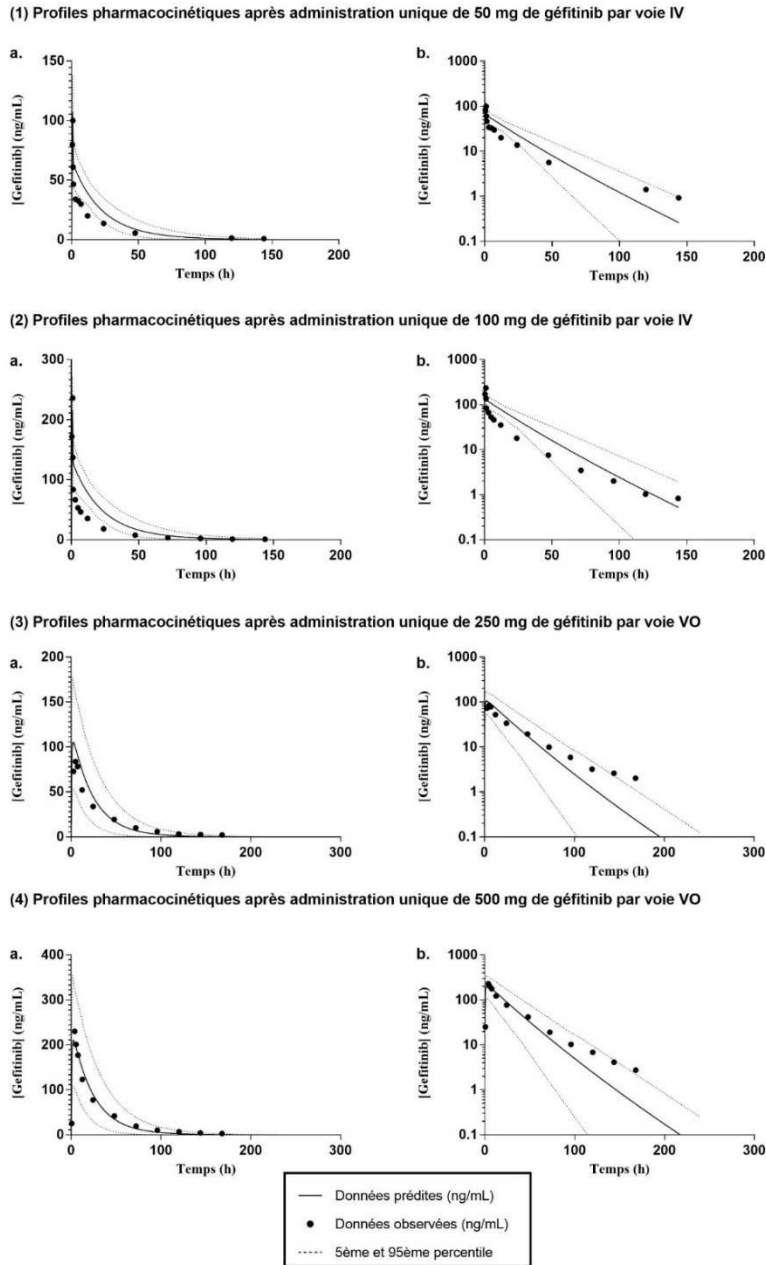 (1) Profiles pharmacocinétiques après administration unique de 50 mg de géfitinib par voie IV
a.
[Gefitinib] (ng/mL)
150
100
50
0
0 50 100 150 200
Temps (h)
b.
[Gefitinib] (ng/mL)
1000
100
10
1
0.1
0 50 100 150 200
Temps (h)
(2) Profiles pharmacocinétiques après administration unique de 100 mg de géfitinib par voie IV
a.
[Gefitinib] (ng/mL)
300
200
100
0
0 50 100 150 200
Temps (h)
b.
[Gefitinib] (ng/mL)
1000
100
10
1
0.1
0 50 100 150 200
Temps (h)
(3) Profiles pharmacocinétiques après administration unique de 250 mg de géfitinib par voie VO
a.
[Gefitinib] (ng/mL)
200
150
100
50
0
0 100 200 300
Temps (h)
b.
[Gefitinib] (ng/mL)
1000
100
10
1
0.1
0 100 200 300
Temps (h)
(4) Profiles pharmacocinétiques après administration unique de 500 mg de géfitinib par voie VO
a.
[Gefitinib] (ng/mL)
400
300
200
100
0
0 100 200 300
Temps (h)
b.
[Gefitinib] (ng/mL)
1000
100
10
1
0.1
0 100 200 300
Temps (h)
Données prédites (ng/mL)
Données observées (ng/mL)
5ème et 95ème percentile